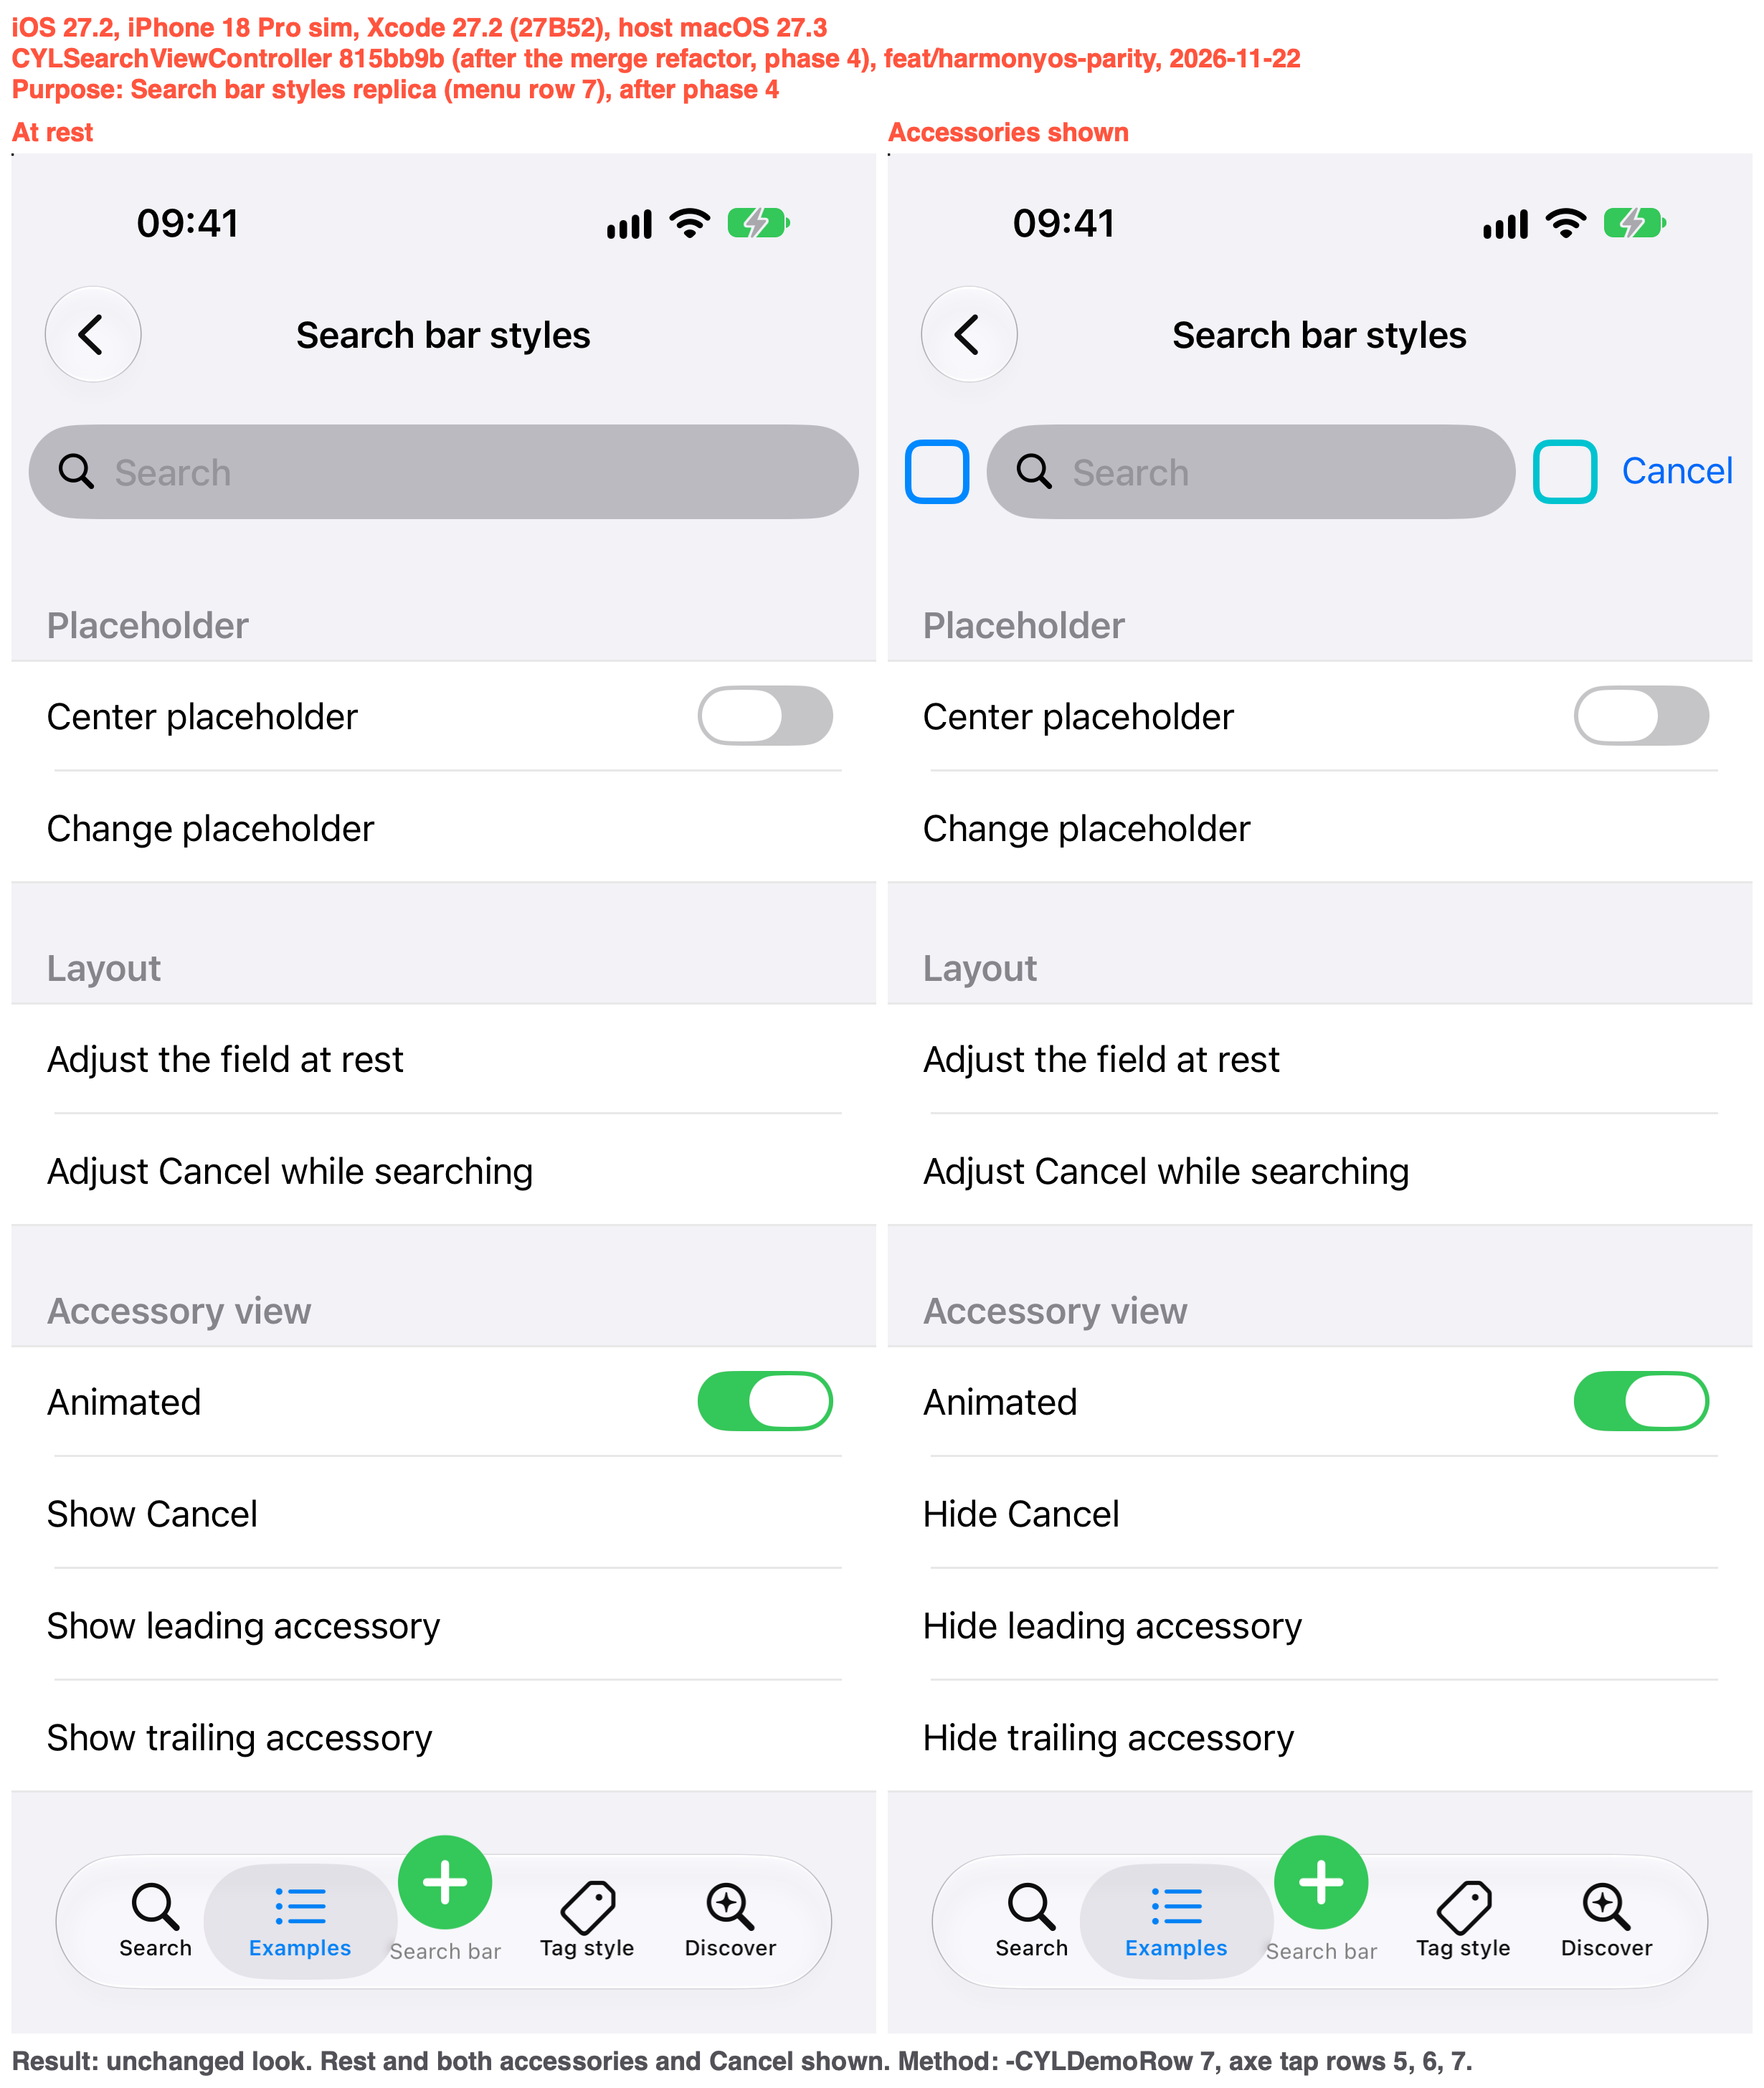 iOS 27.2, iPhone 18 Pro sim, Xcode 27.2 (27B52), host macOS 27.3
CYLSearchViewController 815bb9b (after the merge refactor, phase 4), feat/harmonyos-parity, 2026-11-22
Purpose: Search bar styles replica (menu row 7), after phase 4
At rest
09:41
Search bar styles
Search
Placeholder
Center placeholder
Change placeholder
Layout
Adjust the field at rest
Adjust Cancel while searching
Accessory view
Animated
Show Cancel
Show leading accessory
Show trailing accessory
Search Examples Search bar Tag style Discover
Accessories shown
09:41
Search bar styles
Search Cancel
Placeholder
Center placeholder
Change placeholder
Layout
Adjust the field at rest
Adjust Cancel while searching
Accessory view
Animated
Hide Cancel
Hide leading accessory
Hide trailing accessory
Search Examples Search bar Tag style Discover
Result: unchanged look. Rest and both accessories and Cancel shown. Method: -CYLDemoRow 7, axe tap rows 5, 6, 7.